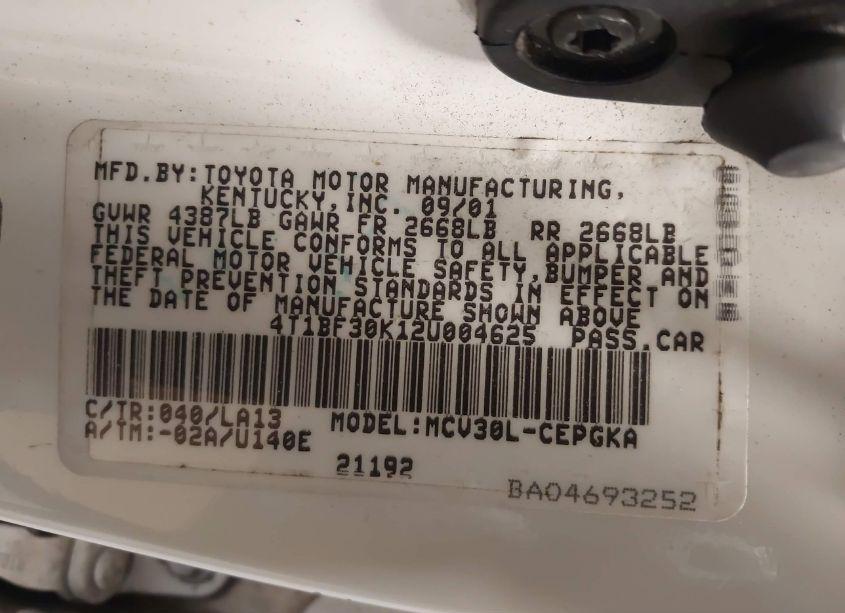 MFD.BY:TOYOTA MOTOR MANUFACTURING,
KENTUCKY,INC. 09/01
GVWR 4387LB GAWR FR 2668LB RR 2668LB
THIS VEHICLE CONFORMS TO ALL APPLICABLE
FEDERAL MOTOR VEHICLE SAFETY,BUMPER AND
THEFT PREVENTION STANDARDS IN EFFECT ON
THE DATE OF MANUFACTURE SHOWN ABOVE
4T1BF30K12U004625 PASS.CAR
C/TR:040/LA13 MODEL:MCV30L-CEPGKA
A/TM:-02A/U140E
21192
BA04693252